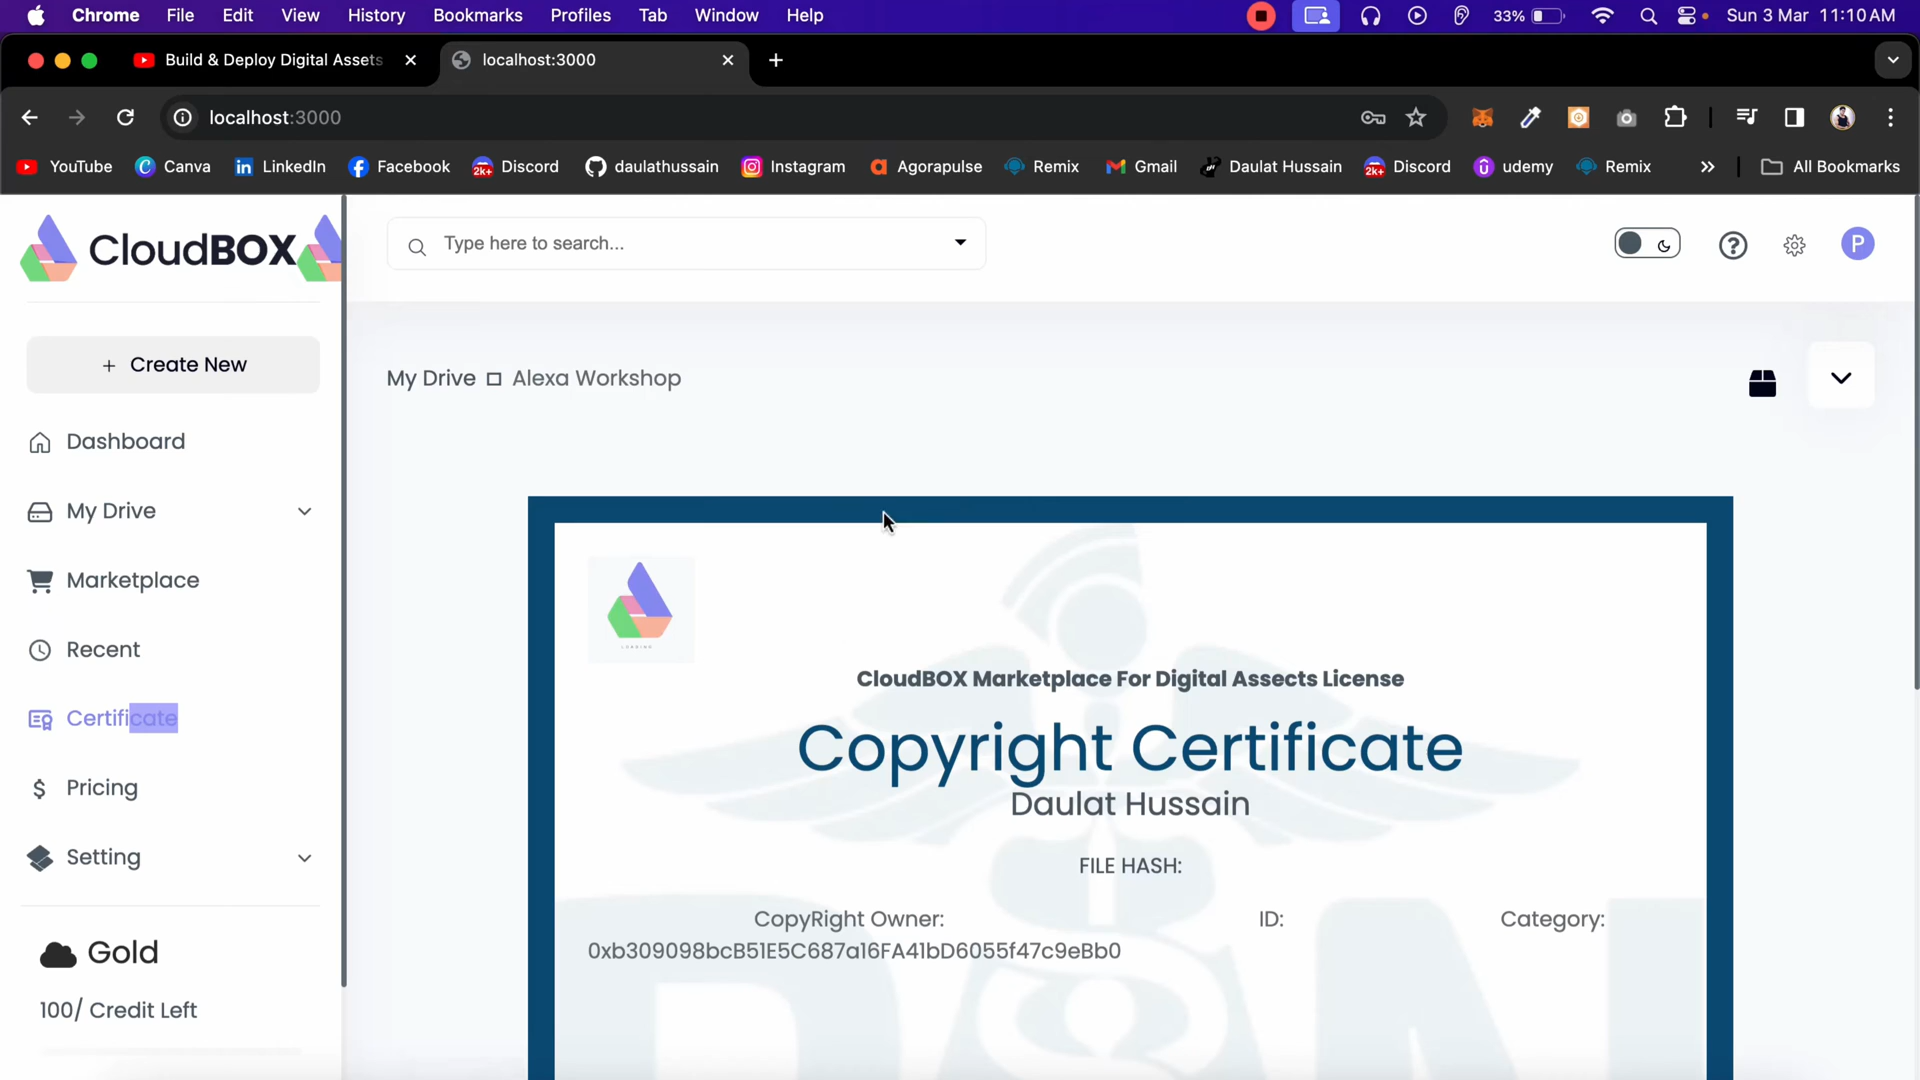 Chrome File Edit View History Bookmarks Profiles Tab Window Help 33% Sun 3 Mar 11:10 AM
Build & Deploy Digital Assets localhost:3000
localhost:3000
YouTube Canva LinkedIn Facebook Discord daulathussain Instagram Agorapulse Remix Gmail Daulat Hussain Discord udemy Remix All Bookmarks
CloudBOX
Type here to search...
P
Create New
My Drive Alexa Workshop
Dashboard
My Drive
Marketplace
Recent
Certificate
Pricing
Setting
Gold
100/ Credit Left
LOADING
CloudBOX Marketplace For Digital Assects License
Copyright Certificate
Daulat Hussain
FILE HASH:
CopyRight Owner: ID: Category:
0xb309098bcB51E5C687a16FA41bD6055f47c9eBb0